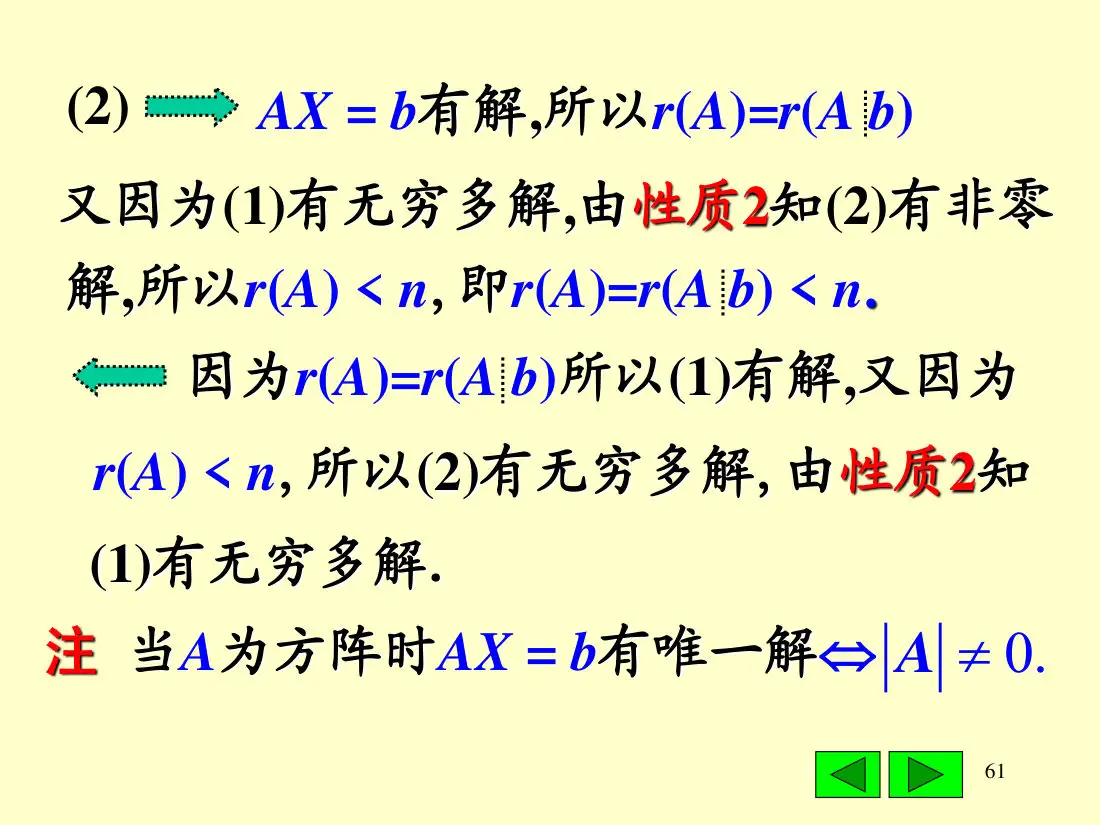 (2) AX = b有解,所以r(A)=r(A┊b)
又因为(1)有无穷多解,由性质2知(2)有非零
解,所以r(A) < n, 即r(A)=r(A┊b) < n.
因为r(A)=r(A┊b)所以(1)有解,又因为
r(A) < n, 所以(2)有无穷多解, 由性质2知
(1)有无穷多解.
注 当A为方阵时AX = b有唯一解⇔|A| ≠ 0.
61